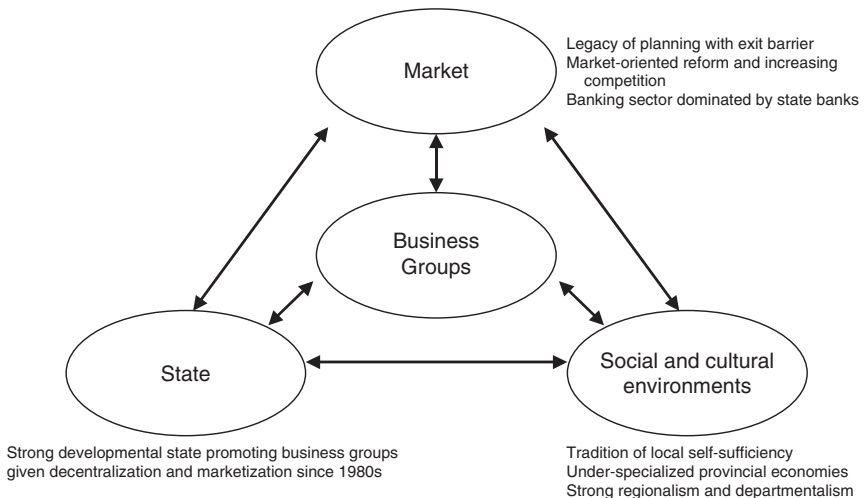 Market
Legacy of planning with exit barrier
Market-oriented reform and increasing
competition
Banking sector dominated by state banks
Business
Groups
State
Social and cultural
environments
Strong developmental state promoting business groups
given decentralization and marketization since 1980s
Tradition of local self-sufficiency
Under-specialized provincial economies
Strong regionalism and departmentalism